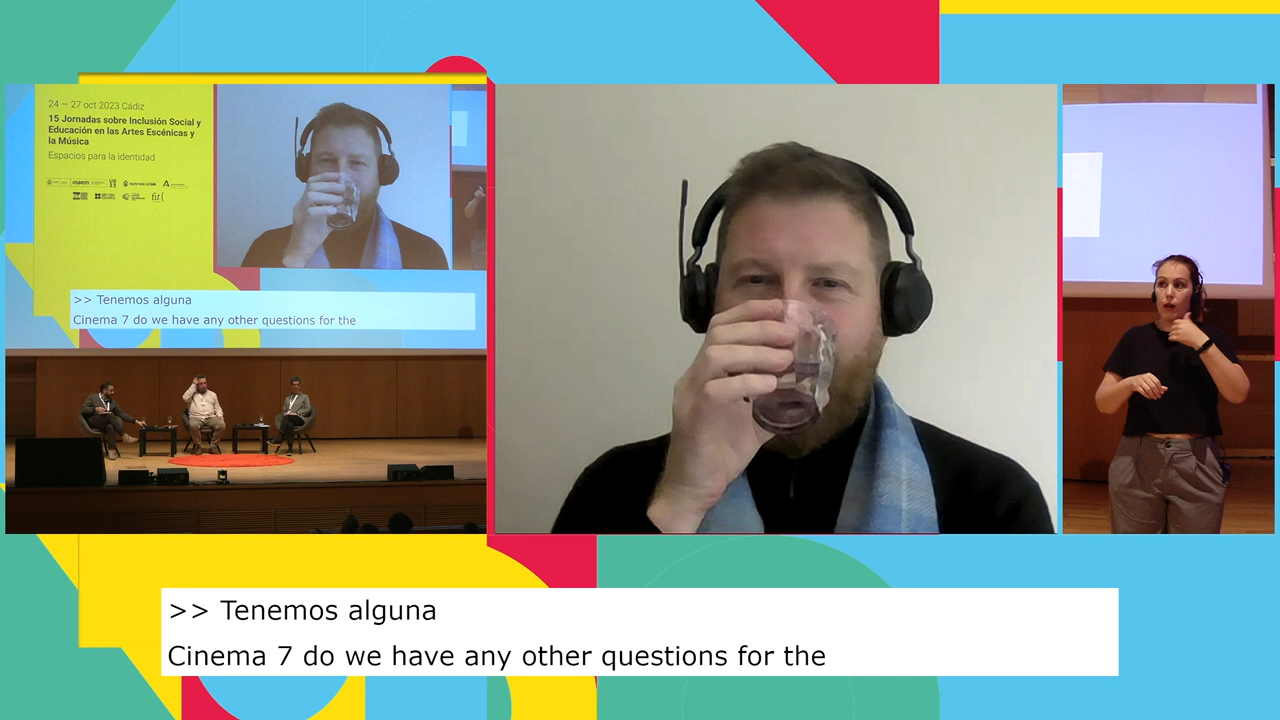 24 — 27 oct 2023 Cádiz
15 Jornadas sobre Inclusión Social y
Educación en las Artes Escénicas y
la Música
Espacios para la identidad
>> Tenemos alguna
Cinema 7 do we have any other questions for the
>> Tenemos alguna
Cinema 7 do we have any other questions for the